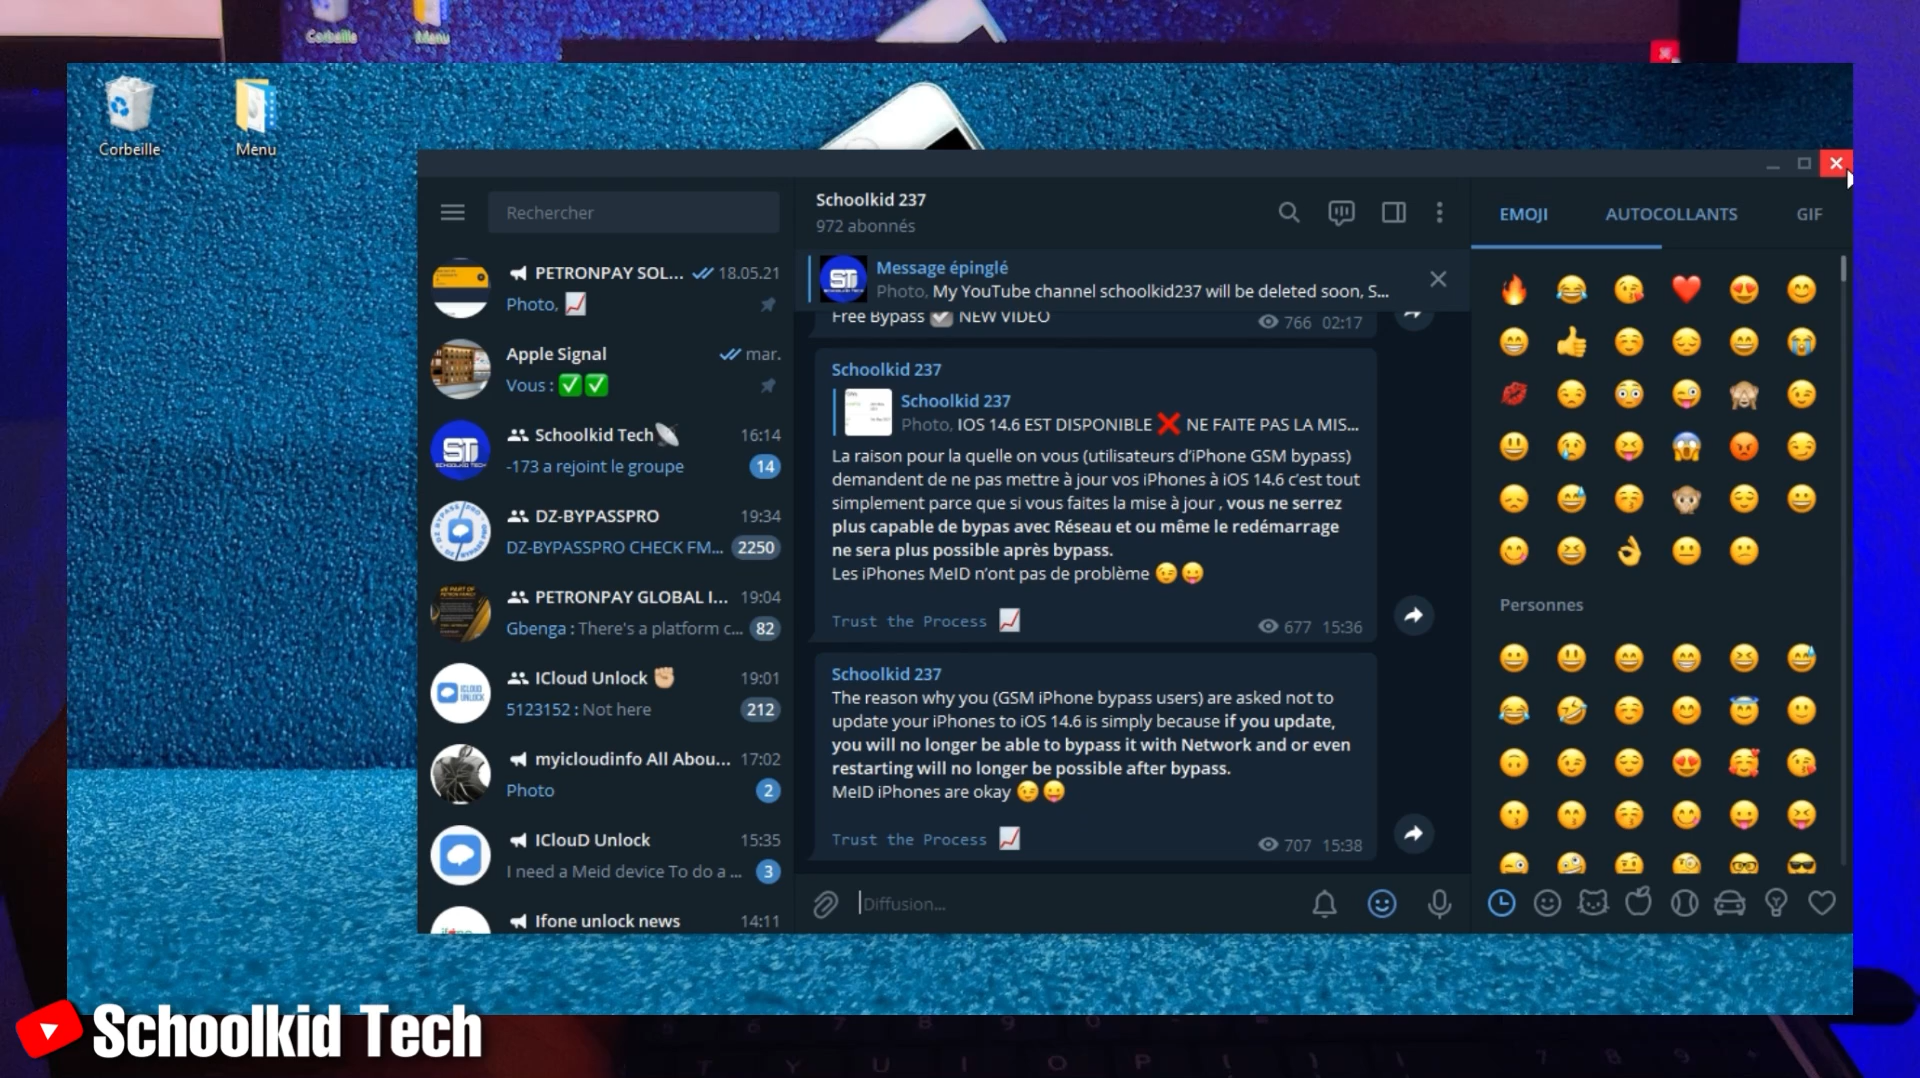 Corbeille
Menu
Corbeille
Menu
Rechercher
PETRONPAY SOL... 18.05.21
Photo, 📈
Apple Signal mar.
Vous : ✅✅
Schoolkid Tech📡 16:14
-173 a rejoint le groupe 14
DZ-BYPASSPRO 19:34
DZ-BYPASSPRO CHECK FM... 2250
PETRONPAY GLOBAL I... 19:04
Gbenga : There's a platform c... 82
ICloud Unlock ✊🏼 19:01
5123152 : Not here 212
myicloudinfo All Abou... 17:02
Photo 2
IClouD Unlock 15:35
I need a Meid device To do a ... 3
Ifone unlock news 14:11
Schoolkid 237
972 abonnés
Message épinglé
Photo, My YouTube channel schoolkid237 will be deleted soon, S...
Free Bypass ☑️ NEW VIDEO
766 02:17
Schoolkid 237
Schoolkid 237
Photo, IOS 14.6 EST DISPONIBLE ❌ NE FAITE PAS LA MIS...
La raison pour la quelle on vous (utilisateurs d'iPhone GSM bypass)
demandent de ne pas mettre à jour vos iPhones à iOS 14.6 c'est tout
simplement parce que si vous faites la mise à jour , vous ne serrez
plus capable de bypas avec Réseau et ou même le redémarrage
ne sera plus possible après bypass.
Les iPhones MeID n'ont pas de problème 😉😛
Trust the Process 📈
677 15:36
Schoolkid 237
The reason why you (GSM iPhone bypass users) are asked not to
update your iPhones to iOS 14.6 is simply because if you update,
you will no longer be able to bypass it with Network and or even
restarting will no longer be possible after bypass.
MeID iPhones are okay 😉😛
Trust the Process 📈
707 15:38
Diffusion...
EMOJI AUTOCOLLANTS GIF
Personnes
ST
SCHOOLKID TECH
ICLOUD
UNLOCK
Schoolkid Tech